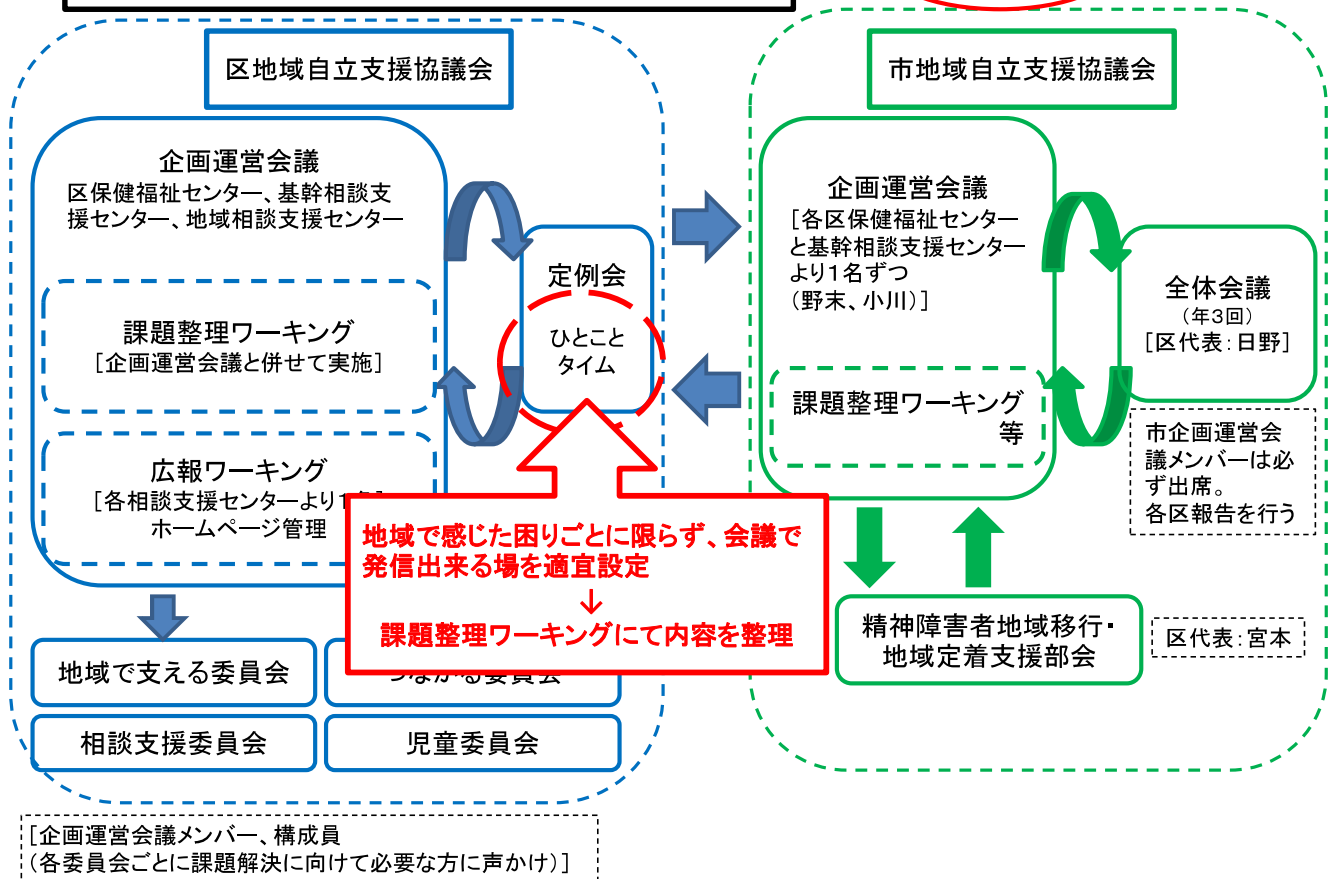 区地域自立支援協議会
企画運営会議
区保健福祉センター、基幹相談支
援センター、地域相談支援センター
課題整理ワーキング
[企画運営会議と併せて実施]
広報ワーキング
[各相談支援センターより1名]
ホームページ管理
定例会
ひとこと
タイム
地域で感じた困りごとに限らず、会議で
発信出来る場を適宜設定
↓
課題整理ワーキングにて内容を整理
地域で支える委員会
つながる委員会
相談支援委員会
児童委員会
[企画運営会議メンバー、構成員
(各委員会ごとに課題解決に向けて必要な方に声かけ)]
市地域自立支援協議会
企画運営会議
[各区保健福祉センター
と基幹相談支援センター
より1名ずつ
(野末、小川)]
課題整理ワーキング
等
全体会議
(年3回)
[区代表:日野]
市企画運営会
議メンバーは必
ず出席。
各区報告を行う
精神障害者地域移行・
地域定着支援部会
区代表:宮本